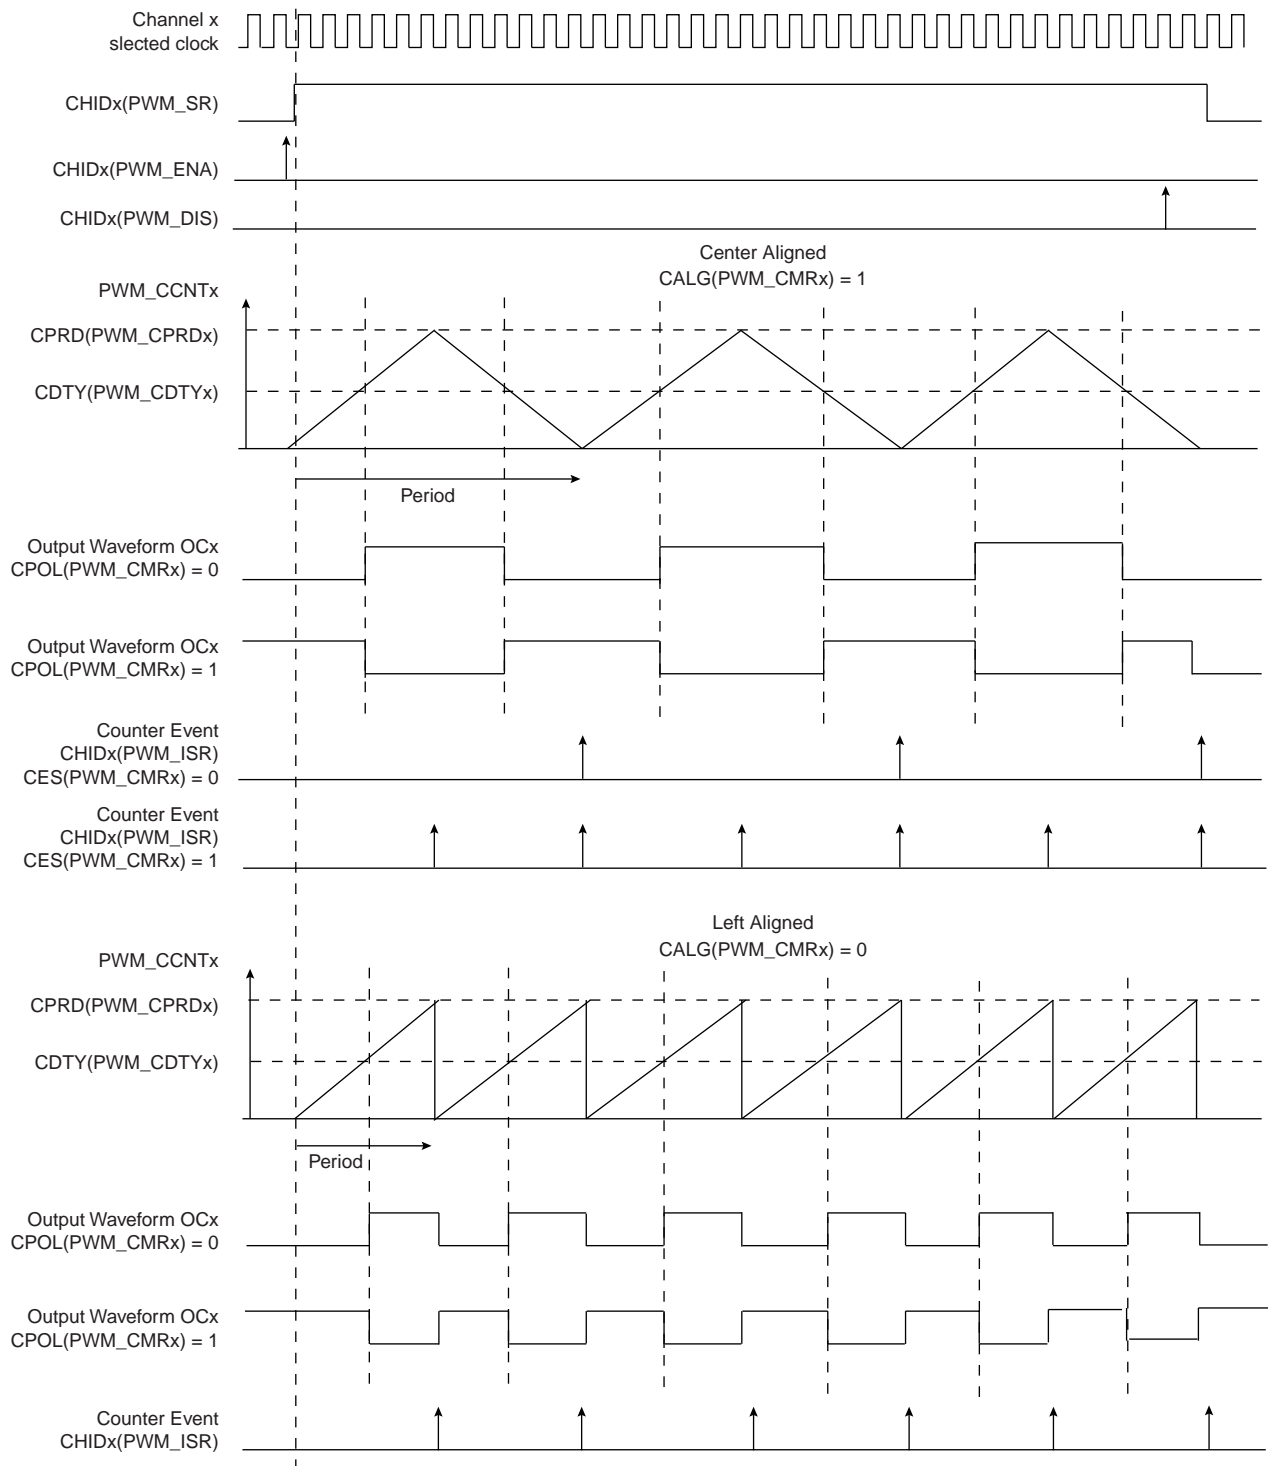 Channel x
slected clock
CHIDx(PWM_SR)
CHIDx(PWM_ENA)
CHIDx(PWM_DIS)
Center Aligned
CALG(PWM_CMRx) = 1
PWM_CCNTx
CPRD(PWM_CPRDx)
CDTY(PWM_CDTYx)
Period
Output Waveform OCx
CPOL(PWM_CMRx) = 0
Output Waveform OCx
CPOL(PWM_CMRx) = 1
Counter Event
CHIDx(PWM_ISR)
CES(PWM_CMRx) = 0
Counter Event
CHIDx(PWM_ISR)
CES(PWM_CMRx) = 1
Left Aligned
CALG(PWM_CMRx) = 0
PWM_CCNTx
CPRD(PWM_CPRDx)
CDTY(PWM_CDTYx)
Period
Output Waveform OCx
CPOL(PWM_CMRx) = 0
Output Waveform OCx
CPOL(PWM_CMRx) = 1
Counter Event
CHIDx(PWM_ISR)